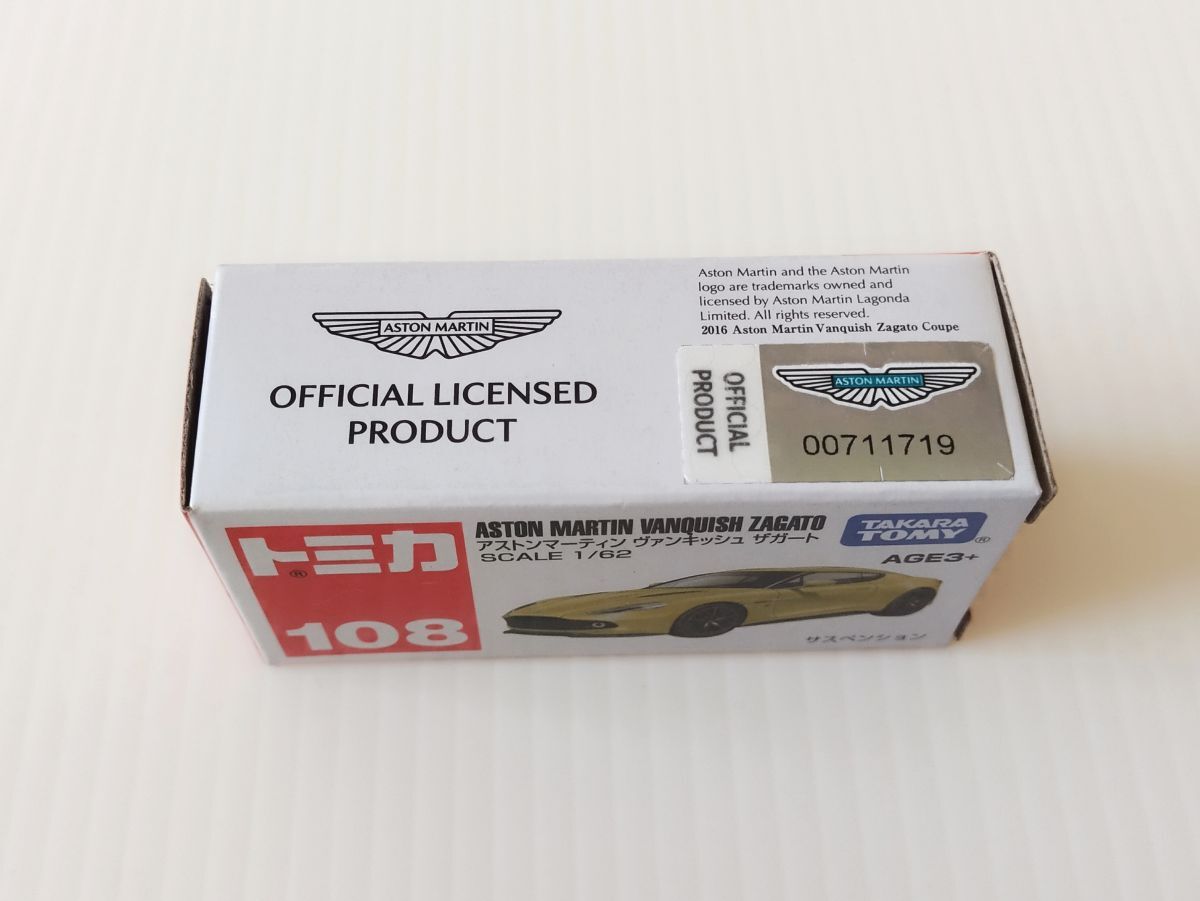 ASTON MARTIN
OFFICIAL LICENSED
PRODUCT
Aston Martin and the Aston Martin
logo are trademarks owned and
licensed by Aston Martin Lagonda
Limited. All rights reserved.
2016 Aston Martin Vanquish Zagato Coupe
OFFICIAL
PRODUCT
ASTON MARTIN
00711719
トミカ®
108
ASTON MARTIN VANQUISH ZAGATO
アストンマーティン ヴァンキッシュ ザガート
SCALE 1/62
TAKARA
TOMY®
AGE3+
サスペンション